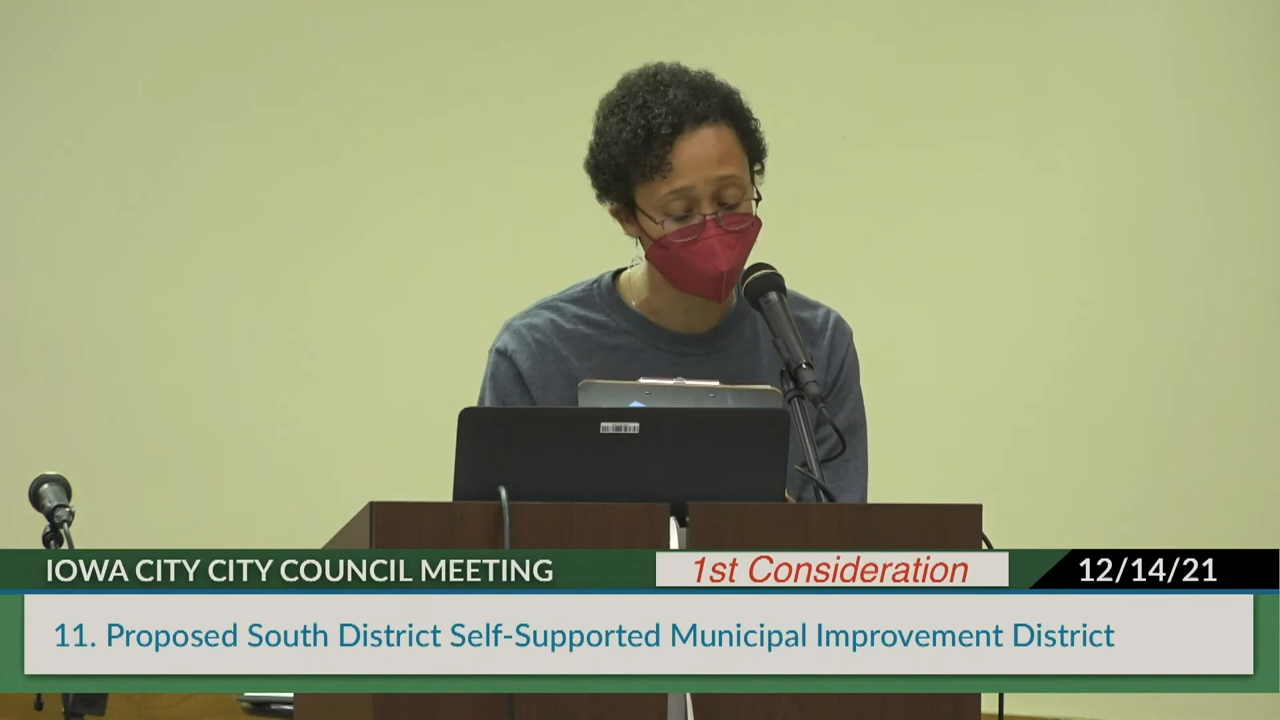 IOWA CITY CITY COUNCIL MEETING
1st Consideration
12/14/21
11. Proposed South District Self-Supported Municipal Improvement District